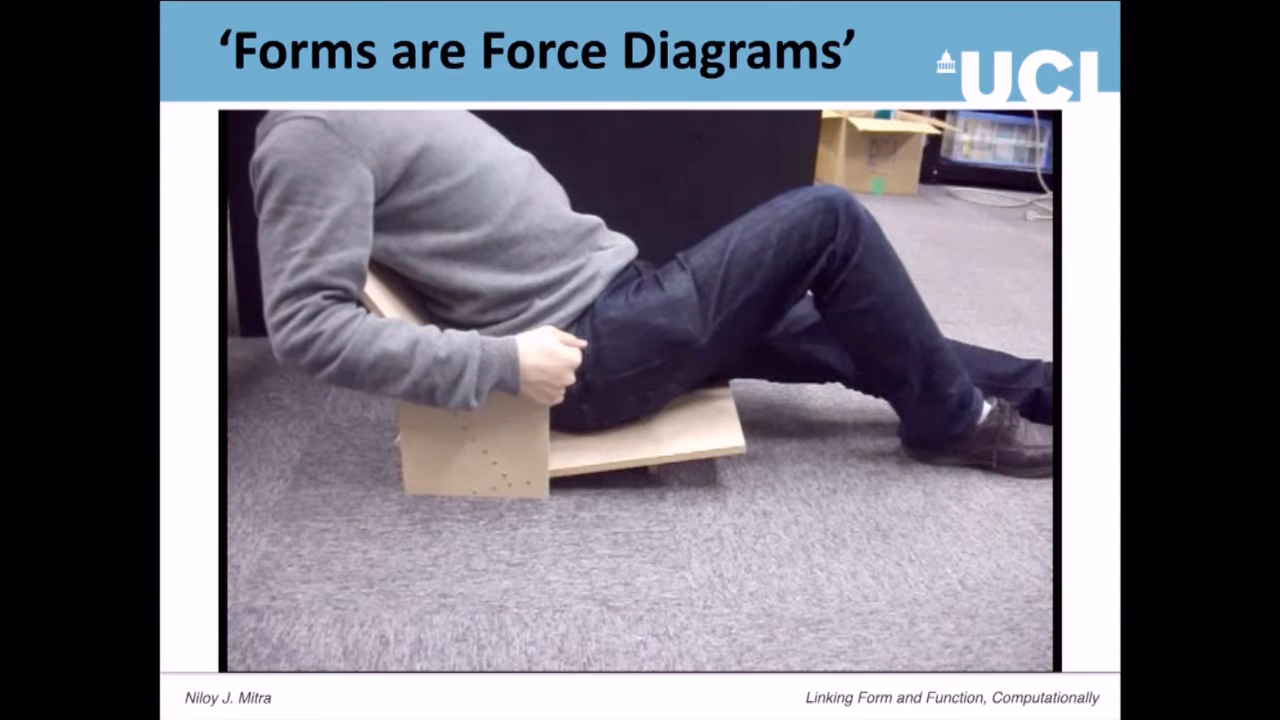 ‘Forms are Force Diagrams’
UCL
Niloy J. Mitra
Linking Form and Function, Computationally